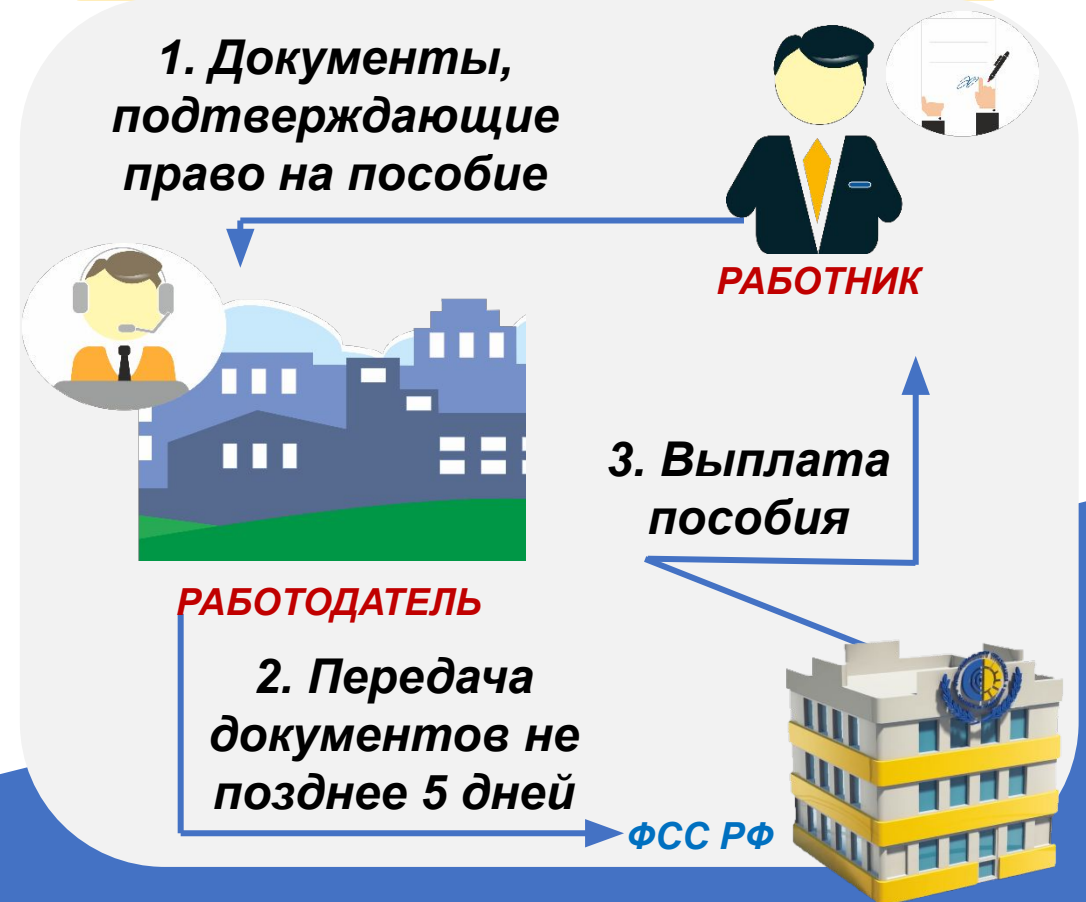 1. Документы,
подтверждающие
право на пособие
РАБОТНИК
3. Выплата
пособия
РАБОТОДАТЕЛЬ
2. Передача
документов не
позднее 5 дней
ФСС РФ